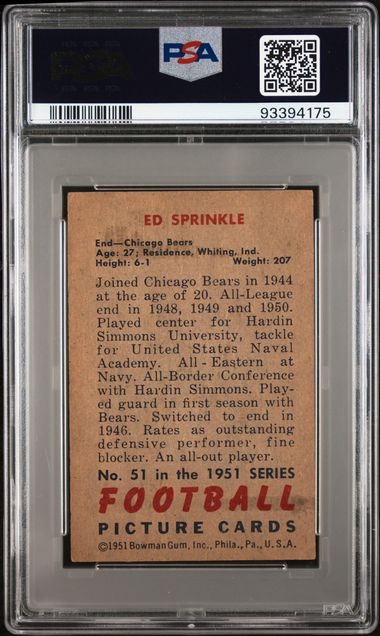 PSA
PSA
93394175
ED SPRINKLE
End—Chicago Bears
Age: 27; Residence, Whiting, Ind.
Height: 6-1 Weight: 207
Joined Chicago Bears in 1944
at the age of 20. All-League
end in 1948, 1949 and 1950.
Played center for Hardin
Simmons University, tackle
for United States Naval
Academy. All-Eastern at
Navy. All-Border Conference
with Hardin Simmons. Play-
ed guard in first season with
Bears. Switched to end in
1946. Rates as outstanding
defensive performer, fine
blocker. An all-out player.
No. 51 in the 1951 SERIES
FOOTBALL
PICTURE CARDS
©1951 Bowman Gum, Inc., Phila., Pa., U.S.A.
PSA